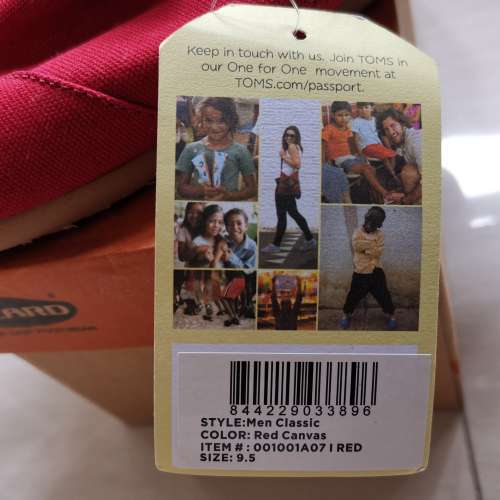 Keep in touch with us. Join TOMS in
our One for One movement at
TOMS.com/passport.
LARD
844229033896
STYLE:Men Classic
COLOR: Red Canvas
ITEM # : 001001A07 I RED
SIZE: 9.5